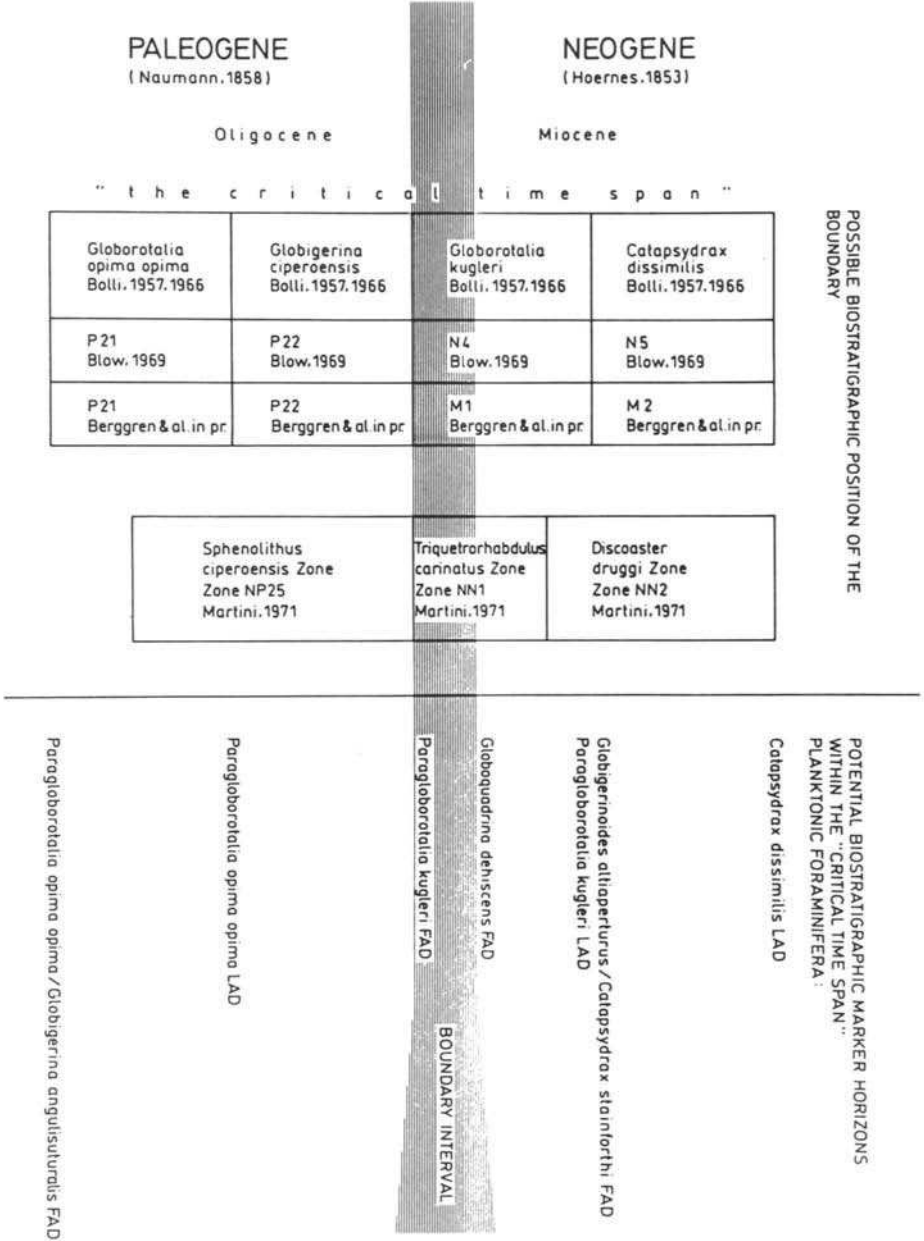 PALEOGENE
(Naumann.1858)
NEOGENE
(Hoernes.1853)
Oligocene
Miocene
"the critical time span"
Globorotalia
opima opima
Bolli.1957.1966
Globigerina
ciperoensis
Bolli.1957.1966
Globorotalia
kugleri
Bolli.1957.1966
Catapsydrax
dissimilis
Bolli.1957.1966
P21
Blow.1969
P22
Blow.1969
N4
Blow.1969
N5
Blow.1969
P21
Berggren & al. in pr.
P22
Berggren & al. in pr.
M1
Berggren & al. in pr.
M2
Berggren & al. in pr.
Sphenolithus
ciperoensis Zone
Zone NP25
Martini.1971
Triquetrorhabdulus
carinatus Zone
Zone NN1
Martini.1971
Discoaster
druggi Zone
Zone NN2
Martini.1971
POSSIBLE BIOSTRATIGRAPHIC POSITION OF THE
BOUNDARY
Paragloborotalia opima opima/Globigerina angulisuturalis FAD
Paragloborotalia opima opima LAD
Paragloborotalia kugleri FAD
BOUNDARY INTERVAL
Globoquadrina dehiscens FAD
Globigerinoides altiaperturus/Catapsydrax stainforthi FAD
Paragloborotalia kugleri LAD
Catapsydrax dissimilis LAD
POTENTIAL BIOSTRATIGRAPHIC MARKER HORIZONS
WITHIN THE "CRITICAL TIME SPAN"
PLANKTONIC FORAMINIFERA: